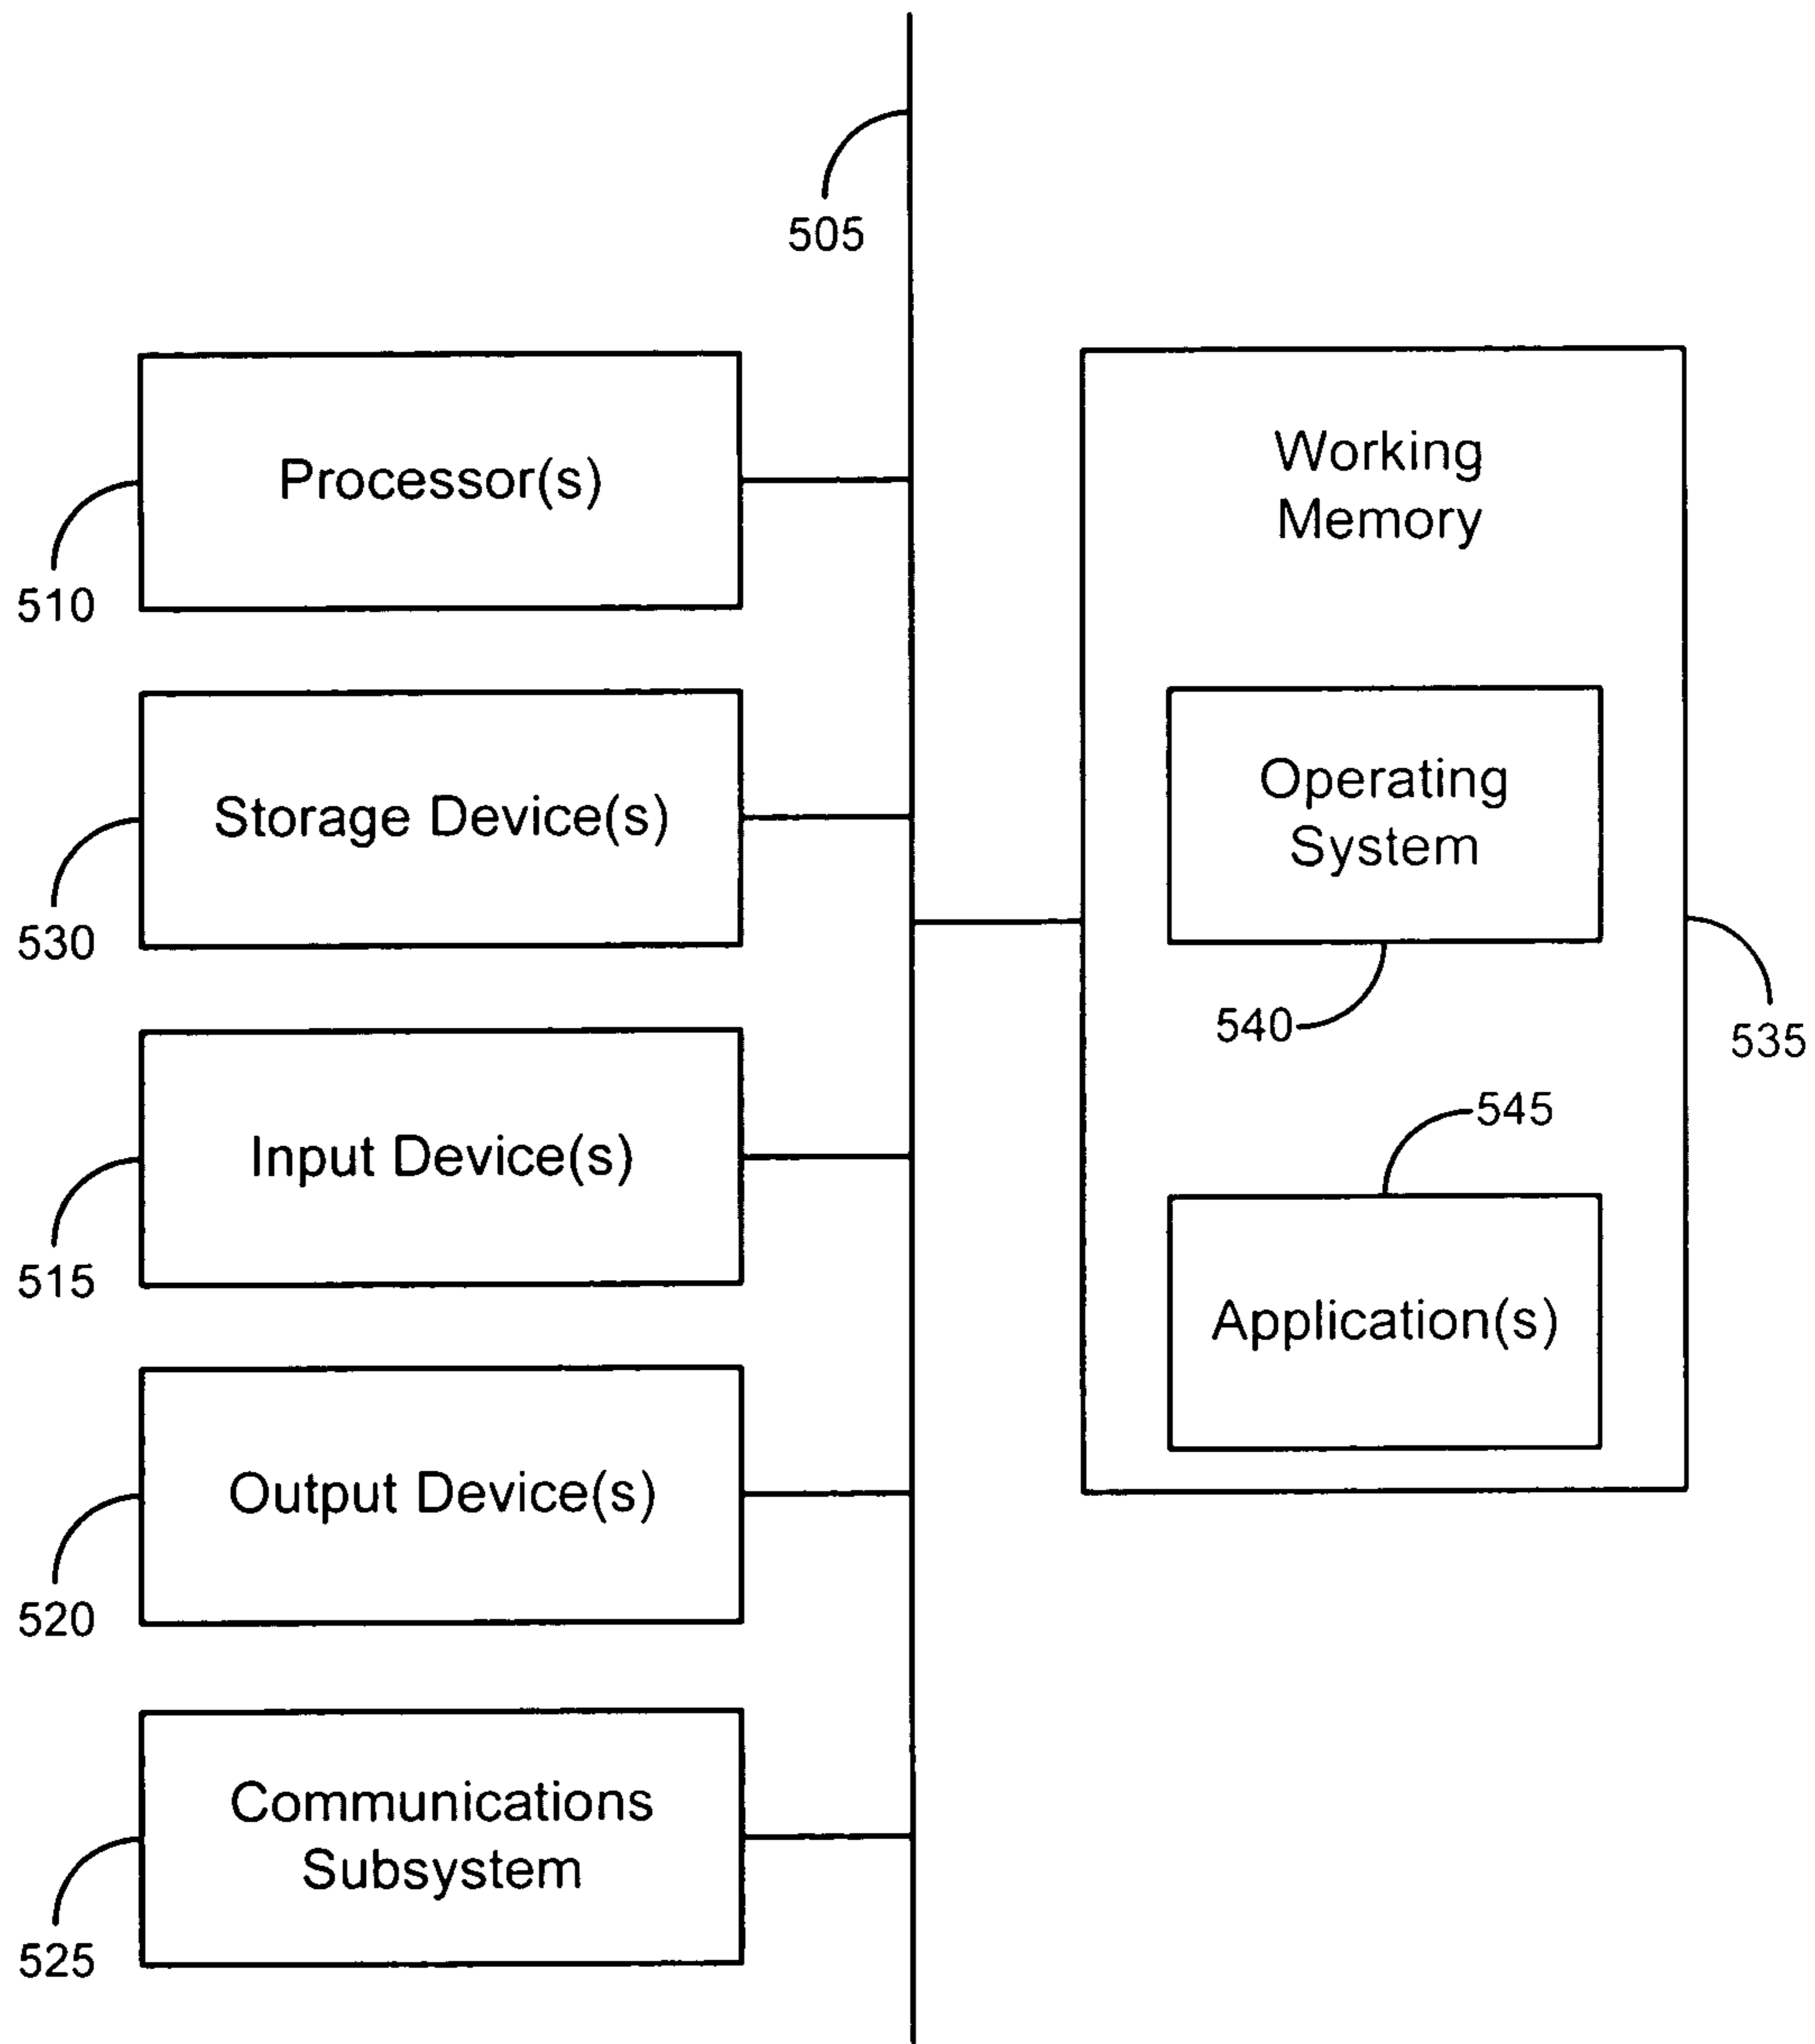 505
Processor(s)
510
Storage Device(s)
530
Input Device(s)
515
Output Device(s)
520
Communications
Subsystem
525
Working
Memory
Operating
System
540
535
545
Application(s)